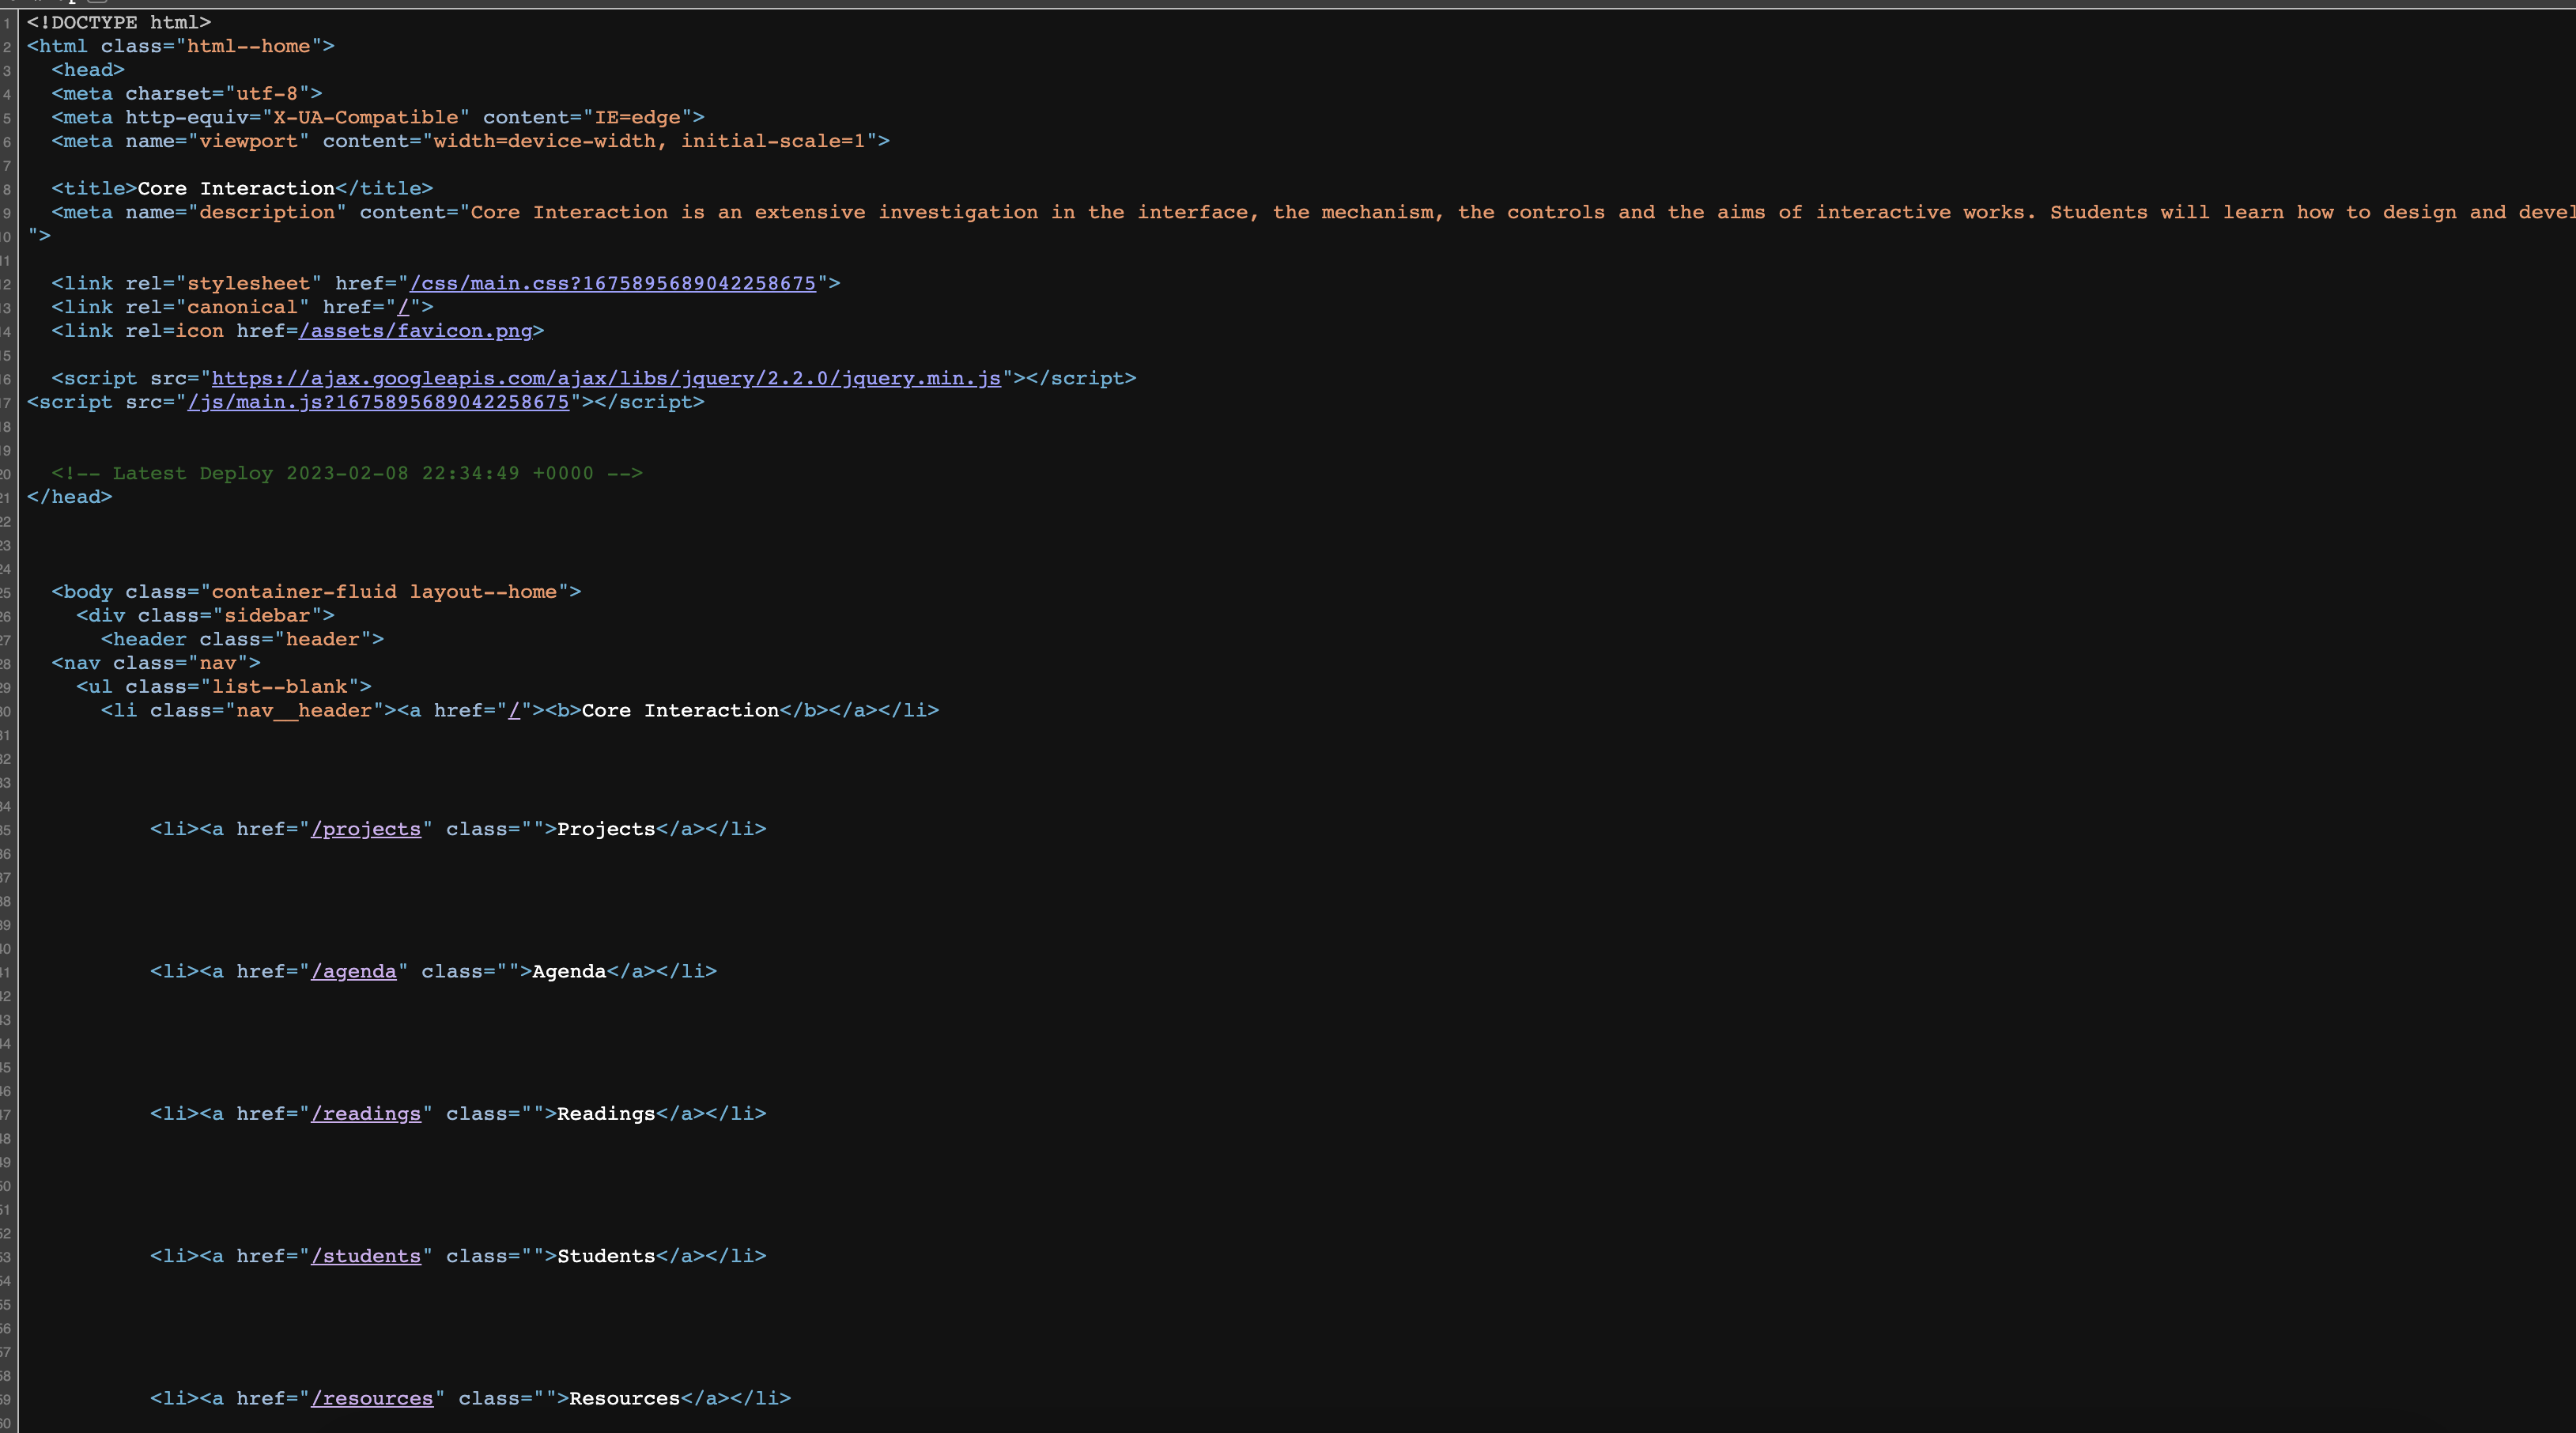 1 <!DOCTYPE html>
2 <html class="html--home">
3 <head>
4 <meta charset="utf-8">
5 <meta http-equiv="X-UA-Compatible" content="IE=edge">
6 <meta name="viewport" content="width=device-width, initial-scale=1">
7
8 <title>Core Interaction</title>
9 <meta name="description" content="Core Interaction is an extensive investigation in the interface, the mechanism, the controls and the aims of interactive works. Students will learn how to design and devel
10 ">
11
12 <link rel="stylesheet" href="/css/main.css?1675895689042258675">
13 <link rel="canonical" href="/">
14 <link rel=icon href=/assets/favicon.png>
15
16 <script src="https://ajax.googleapis.com/ajax/libs/jquery/2.2.0/jquery.min.js"></script>
17 <script src="/js/main.js?1675895689042258675"></script>
18
19
20 <!-- Latest Deploy 2023-02-08 22:34:49 +0000 -->
21 </head>
22
23
24
25 <body class="container-fluid layout--home">
26 <div class="sidebar">
27 <header class="header">
28 <nav class="nav">
29 <ul class="list--blank">
30 <li class="nav__header"><a href="/"><b>Core Interaction</b></a></li>
31
32
33
34
35 <li><a href="/projects" class="">Projects</a></li>
36
37
38
39
40
41 <li><a href="/agenda" class="">Agenda</a></li>
42
43
44
45
46
47 <li><a href="/readings" class="">Readings</a></li>
48
49
50
51
52
53 <li><a href="/students" class="">Students</a></li>
54
55
56
57
58
59 <li><a href="/resources" class="">Resources</a></li>
60